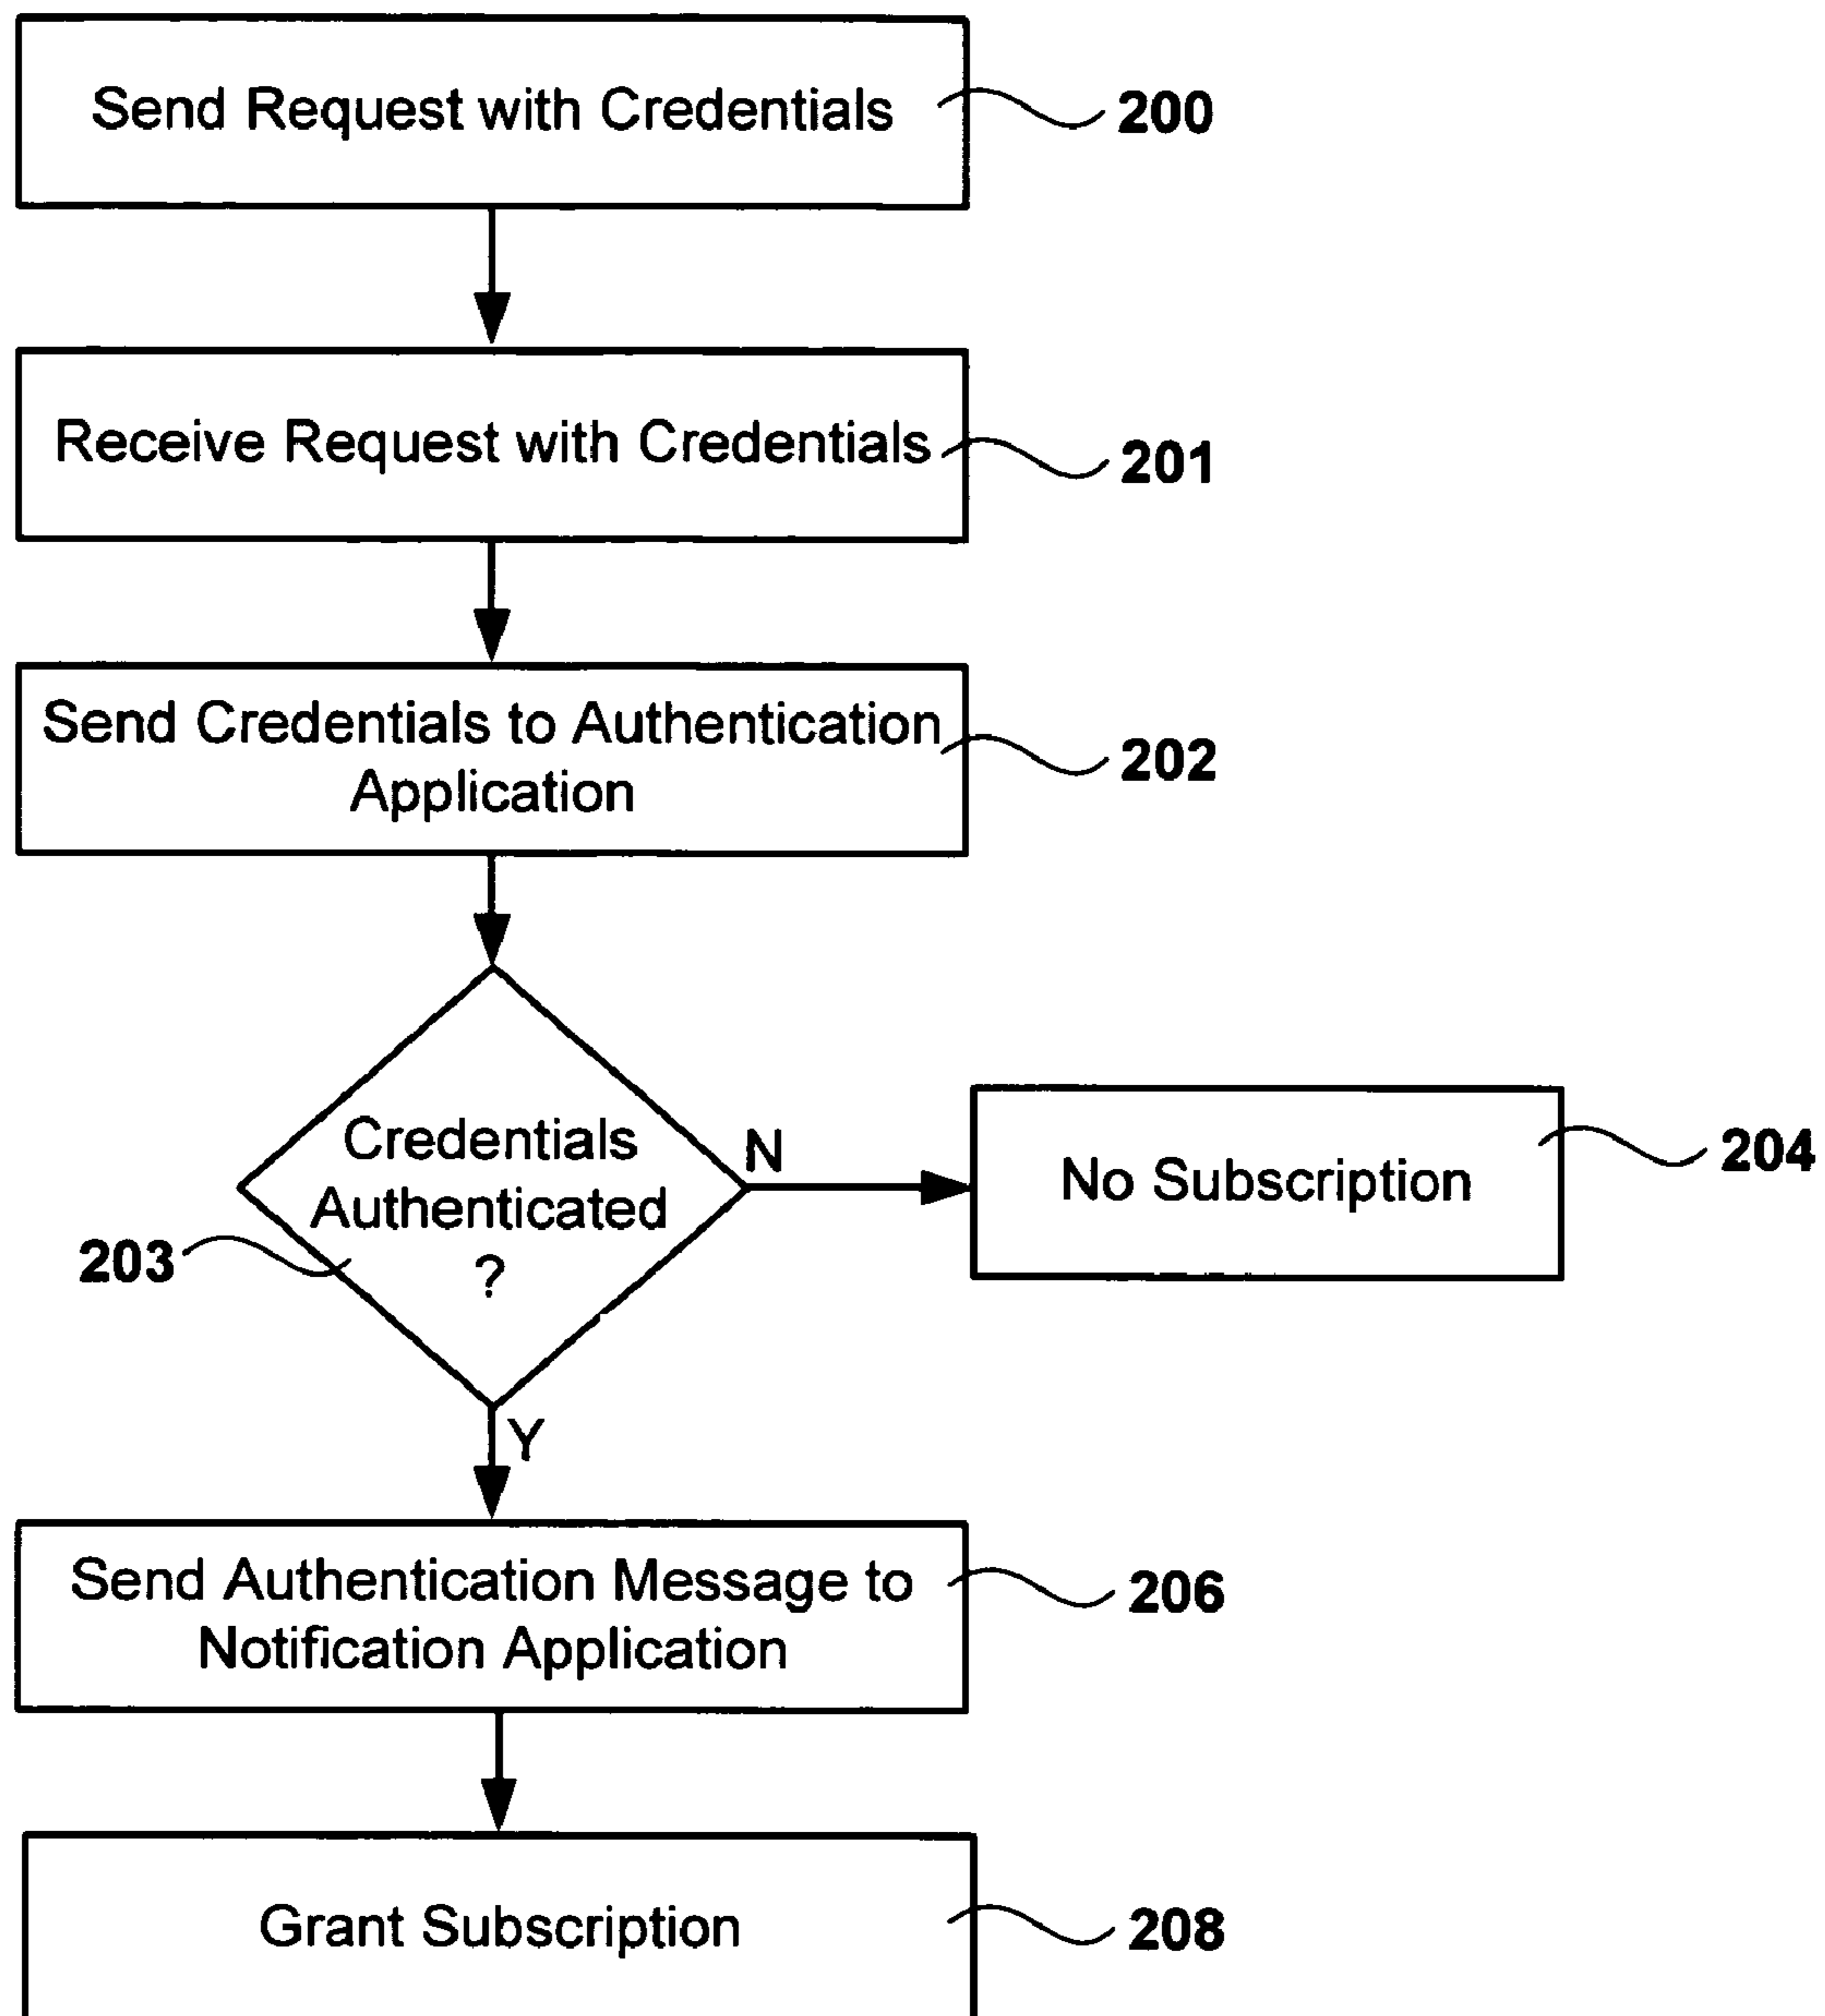 Send Request with Credentials
200
Receive Request with Credentials
201
Send Credentials to Authentication
Application
202
Credentials
Authenticated
?
203
N
No Subscription
204
Y
Send Authentication Message to
Notification Application
206
Grant Subscription
208